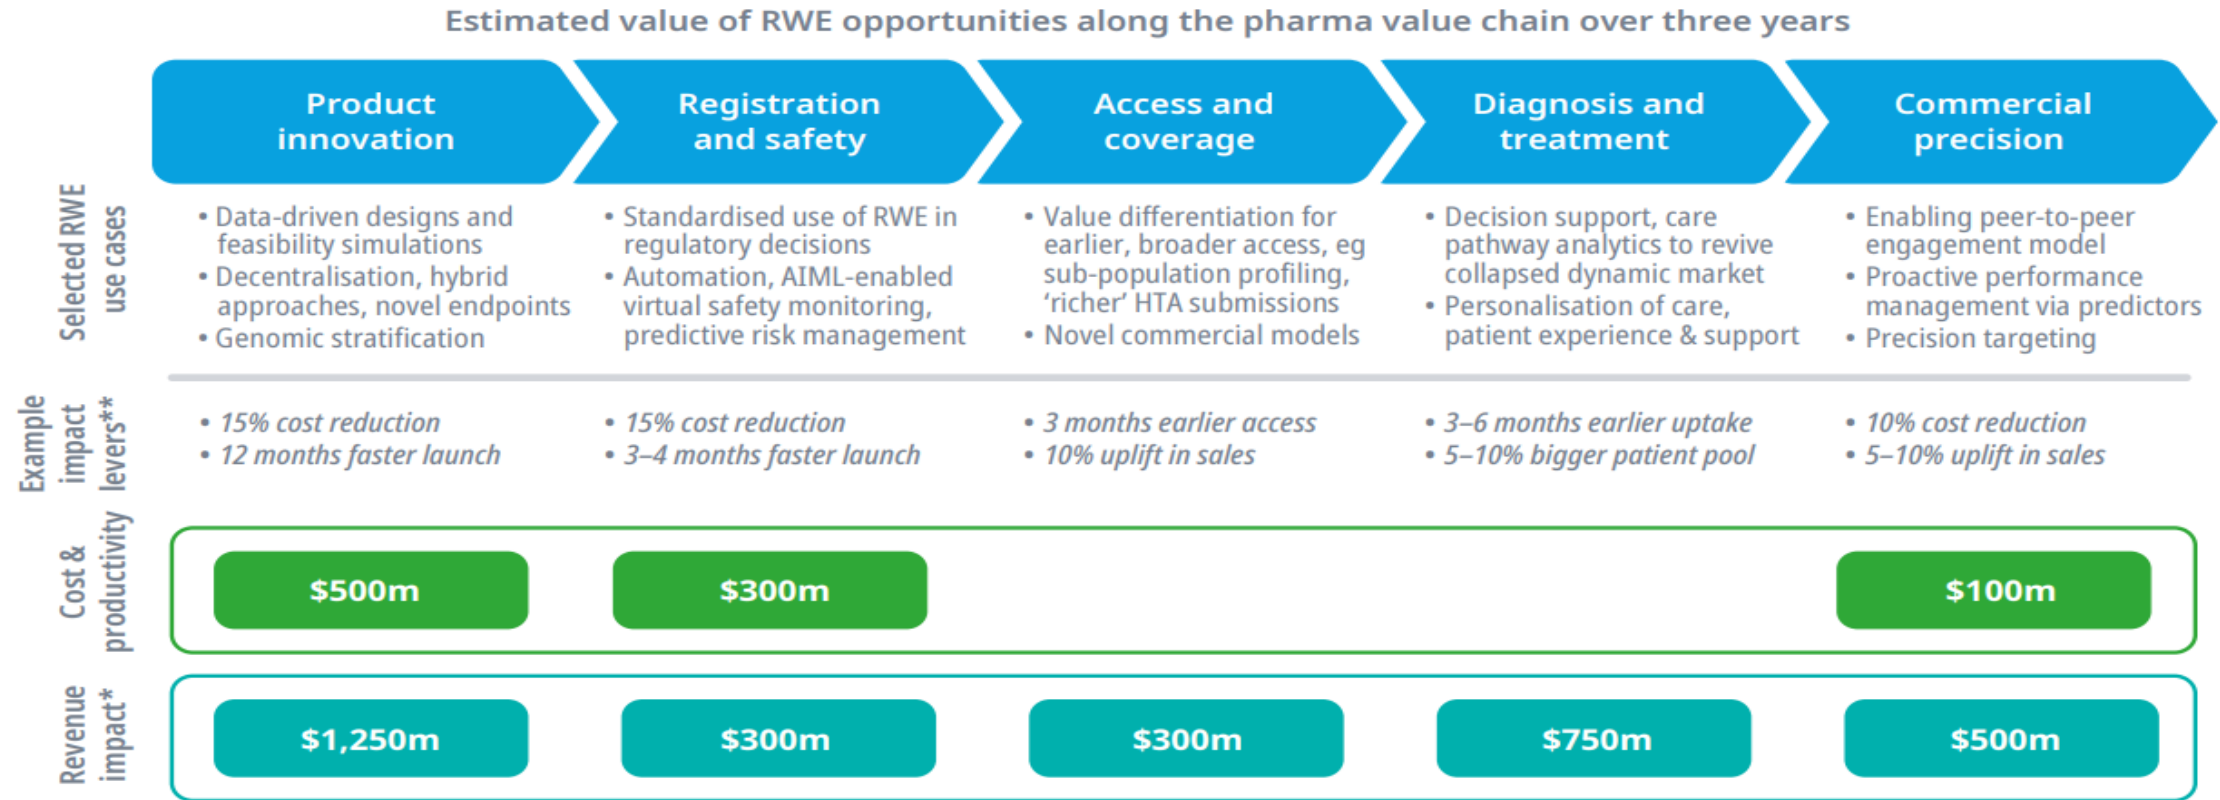 Estimated value of RWE opportunities along the pharma value chain over three years
Product
innovation
Registration
and safety
Access and
coverage
Diagnosis and
treatment
Commercial
precision
Selected RWE
use cases
• Data-driven designs and
feasibility simulations
• Decentralisation, hybrid
approaches, novel endpoints
• Genomic stratification
• Standardised use of RWE in
regulatory decisions
• Automation, AIML-enabled
virtual safety monitoring,
predictive risk management
• Value differentiation for
earlier, broader access, eg
sub-population profiling,
‘richer’ HTA submissions
• Novel commercial models
• Decision support, care
pathway analytics to revive
collapsed dynamic market
• Personalisation of care,
patient experience & support
• Enabling peer-to-peer
engagement model
• Proactive performance
management via predictors
• Precision targeting
Example
impact
levers**
• 15% cost reduction
• 12 months faster launch
• 15% cost reduction
• 3–4 months faster launch
• 3 months earlier access
• 10% uplift in sales
• 3–6 months earlier uptake
• 5–10% bigger patient pool
• 10% cost reduction
• 5–10% uplift in sales
Cost &
productivity
$500m
$300m
$100m
Revenue
impact*
$1,250m
$300m
$300m
$750m
$500m